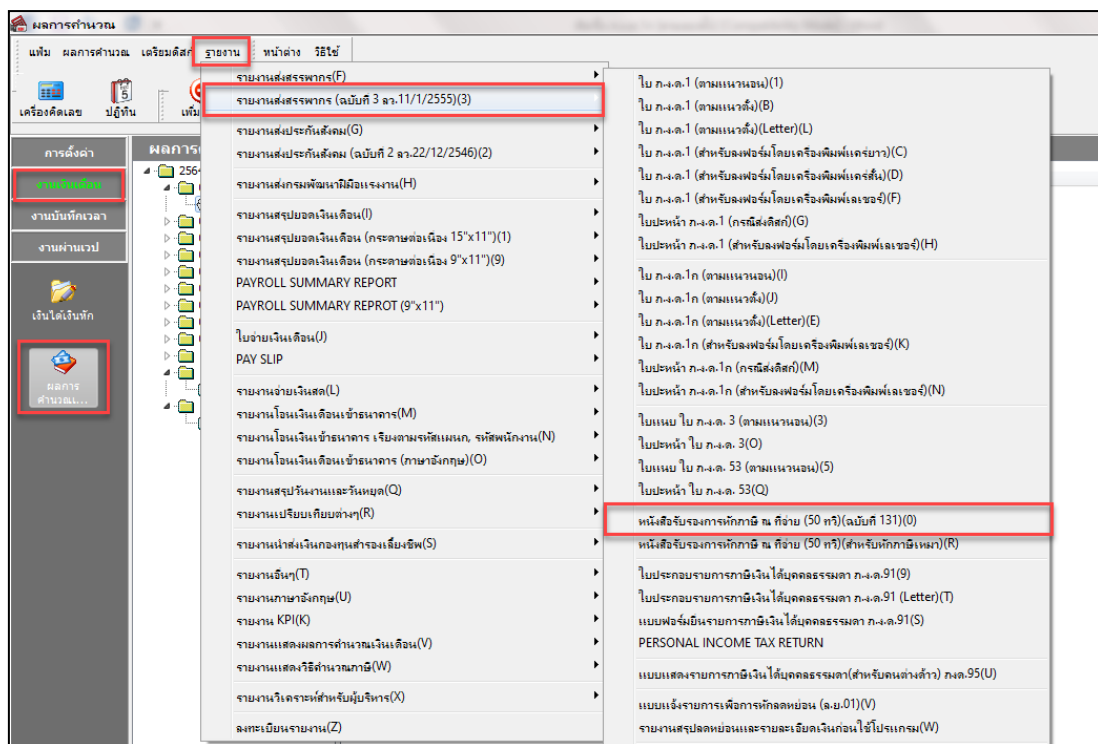 ผลการคำนวณ
แฟ้ม ผลการคำนวณ เตรียมดิสก์ รายงาน หน้าต่าง วิธีใช้
เครื่องคิดเลข ปฏิทิน
การตั้งค่า
งานเงินเดือน
งานบันทึกเวลา
งานผ่านเวป
เงินได้เงินหัก
ผลการ
คำนวณเ...
2564
รายงานส่งสรรพากร(F)
รายงานส่งสรรพากร (ฉบับที่ 3 ลว.11/1/2555)(3)
รายงานส่งประกันสังคม(G)
รายงานส่งประกันสังคม (ฉบับที่ 2 ลว.22/12/2546)(2)
รายงานส่งกรมพัฒนาฝีมือแรงงาน(H)
รายงานสรุปยอดเงินเดือน(I)
รายงานสรุปยอดเงินเดือน (กระดาษต่อเนื่อง 15"x11")(1)
รายงานสรุปยอดเงินเดือน (กระดาษต่อเนื่อง 9"x11")(9)
PAYROLL SUMMARY REPORT
PAYROLL SUMMARY REPROT (9"x11")
ใบจ่ายเงินเดือน(J)
PAY SLIP
รายงานจ่ายเงินสด(L)
รายงานโอนเงินเดือนเข้าธนาคาร(M)
รายงานโอนเงินเข้าธนาคาร เรียงตามรหัสแผนก, รหัสพนักงาน(N)
รายงานโอนเงินเดือนเข้าธนาคาร (ภาษาอังกฤษ)(O)
รายงานสรุปวันงานและวันหยุด(Q)
รายงานเปรียบเทียบต่างๆ(R)
รายงานนำส่งเงินกองทุนสำรองเลี้ยงชีพ(S)
รายงานอื่นๆ(T)
รายงานภาษาอังกฤษ(U)
รายงาน KPI(K)
รายงานแสดงผลการคำนวณเงินเดือน(V)
รายงานแสดงวิธีคำนวณภาษี(W)
รายงานวิเคราะห์สำหรับผู้บริหาร(X)
ลงทะเบียนรายงาน(Z)
ใบ ภ.ง.ด.1 (ตามแนวนอน)(1)
ใบ ภ.ง.ด.1 (ตามแนวตั้ง)(B)
ใบ ภ.ง.ด.1 (ตามแนวตั้ง)(Letter)(L)
ใบ ภ.ง.ด.1 (สำหรับลงฟอร์มโดยเครื่องพิมพ์แคร่ยาว)(C)
ใบ ภ.ง.ด.1 (สำหรับลงฟอร์มโดยเครื่องพิมพ์แคร่สั้น)(D)
ใบ ภ.ง.ด.1 (สำหรับลงฟอร์มโดยเครื่องพิมพ์เลเซอร์)(F)
ใบปะหน้า ภ.ง.ด.1 (กรณีส่งดิสก์)(G)
ใบปะหน้า ภ.ง.ด.1 (สำหรับลงฟอร์มโดยเครื่องพิมพ์เลเซอร์)(H)
ใบ ภ.ง.ด.1ก (ตามแนวนอน)(I)
ใบ ภ.ง.ด.1ก (ตามแนวตั้ง)(J)
ใบ ภ.ง.ด.1ก (ตามแนวตั้ง)(Letter)(E)
ใบ ภ.ง.ด.1ก (สำหรับลงฟอร์มโดยเครื่องพิมพ์เลเซอร์)(K)
ใบปะหน้า ภ.ง.ด.1ก (กรณีส่งดิสก์)(M)
ใบปะหน้า ภ.ง.ด.1ก (สำหรับลงฟอร์มโดยเครื่องพิมพ์เลเซอร์)(N)
ใบแนบ ใบ ภ.ง.ด. 3 (ตามแนวนอน)(3)
ใบปะหน้า ใบ ภ.ง.ด. 3(O)
ใบแนบ ใบ ภ.ง.ด. 53 (ตามแนวนอน)(5)
ใบปะหน้า ใบ ภ.ง.ด. 53(Q)
หนังสือรับรองการหักภาษี ณ ที่จ่าย (50 ทวิ)(ฉบับที่ 131)(0)
หนังสือรับรองการหักภาษี ณ ที่จ่าย (50 ทวิ)(สำหรับหักภาษีเหมา)(R)
ใบประกอบรายการภาษีเงินได้บุคคลธรรมดา ภ.ง.ด.91(9)
ใบประกอบรายการภาษีเงินได้บุคคลธรรมดา ภ.ง.ด.91 (Letter)(T)
แบบฟอร์มยื่นรายการภาษีเงินได้บุคคลธรรมดา ภ.ง.ด.91(S)
PERSONAL INCOME TAX RETURN
แบบแสดงรายการภาษีเงินได้บุคคลธรรมดา(สำหรับคนต่างด้าว) ภงด.95(U)
แบบแจ้งรายการเพื่อการหักลดหย่อน (ล.ย.01)(V)
รายงานสรุปลดหย่อนและรายละเอียดเงินก่อนใช้โปรแกรม(W)